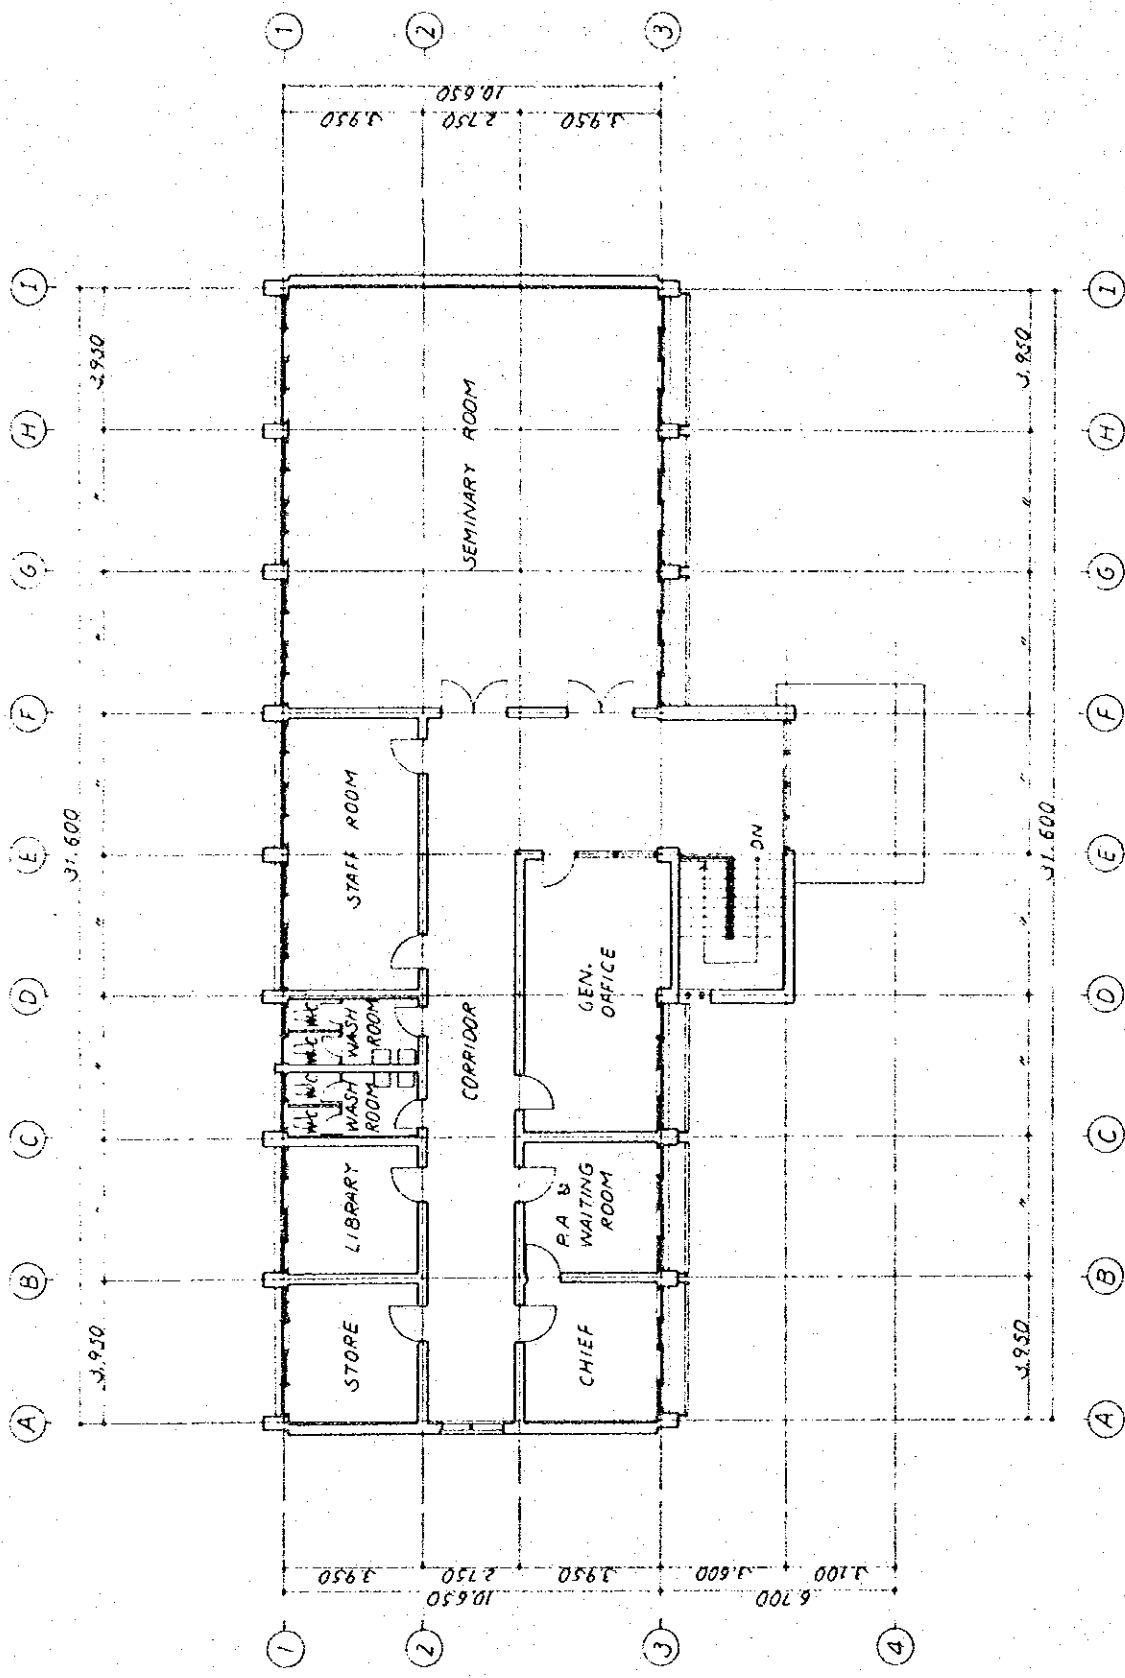 1
2
3
10.650
3.950
2.750
3.950
I
H
G
F
E
D
C
B
A
31.600
3.950
"
"
"
"
"
"
3.950
SEMINARY ROOM
STAFF ROOM
W.C
W.C
W.C
W.C
WASH
ROOM
WASH
ROOM
LIBRARY
STORE
CORRIDOR
GEN.
OFFICE
P.A &
WAITING
ROOM
CHIEF
DN
3.950
"
"
"
"
"
"
3.950
31.600
I
H
G
F
E
D
C
B
A
3.950
2.750
3.950
3.600
3.100
10.650
6.700
1
2
3
4